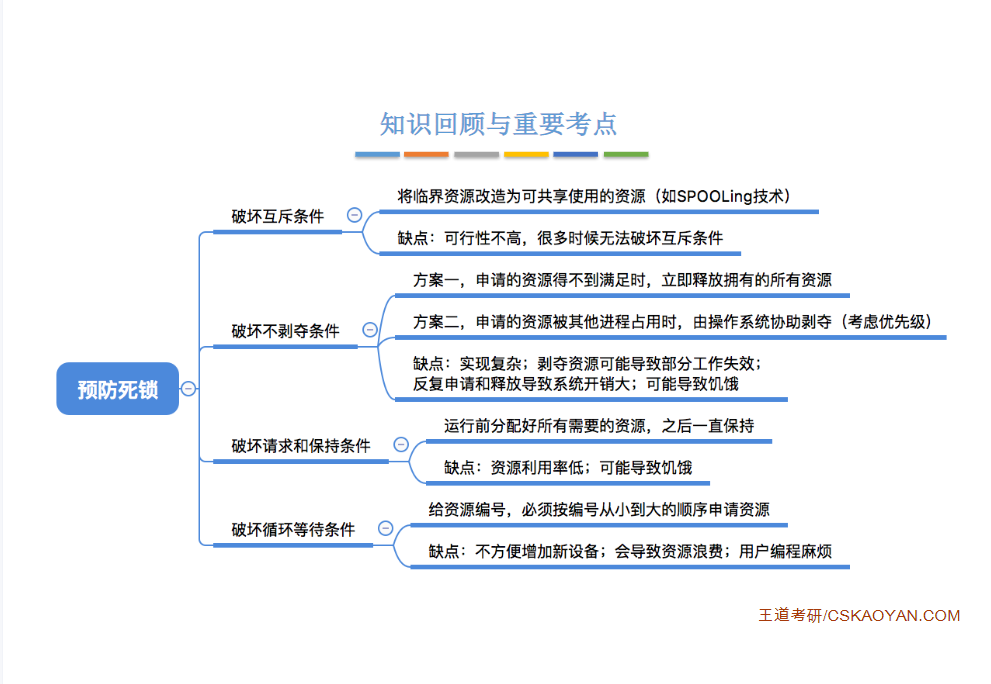 知识回顾与重要考点
预防死锁
破坏互斥条件
将临界资源改造为可共享使用的资源（如SPOOLing技术）
缺点：可行性不高，很多时候无法破坏互斥条件
破坏不剥夺条件
方案一，申请的资源得不到满足时，立即释放拥有的所有资源
方案二，申请的资源被其他进程占用时，由操作系统协助剥夺（考虑优先级）
缺点：实现复杂；剥夺资源可能导致部分工作失效；
反复申请和释放导致系统开销大；可能导致饥饿
破坏请求和保持条件
运行前分配好所有需要的资源，之后一直保持
缺点：资源利用率低；可能导致饥饿
破坏循环等待条件
给资源编号，必须按编号从小到大的顺序申请资源
缺点：不方便增加新设备；会导致资源浪费；用户编程麻烦
王道考研/CSKAOYAN.COM